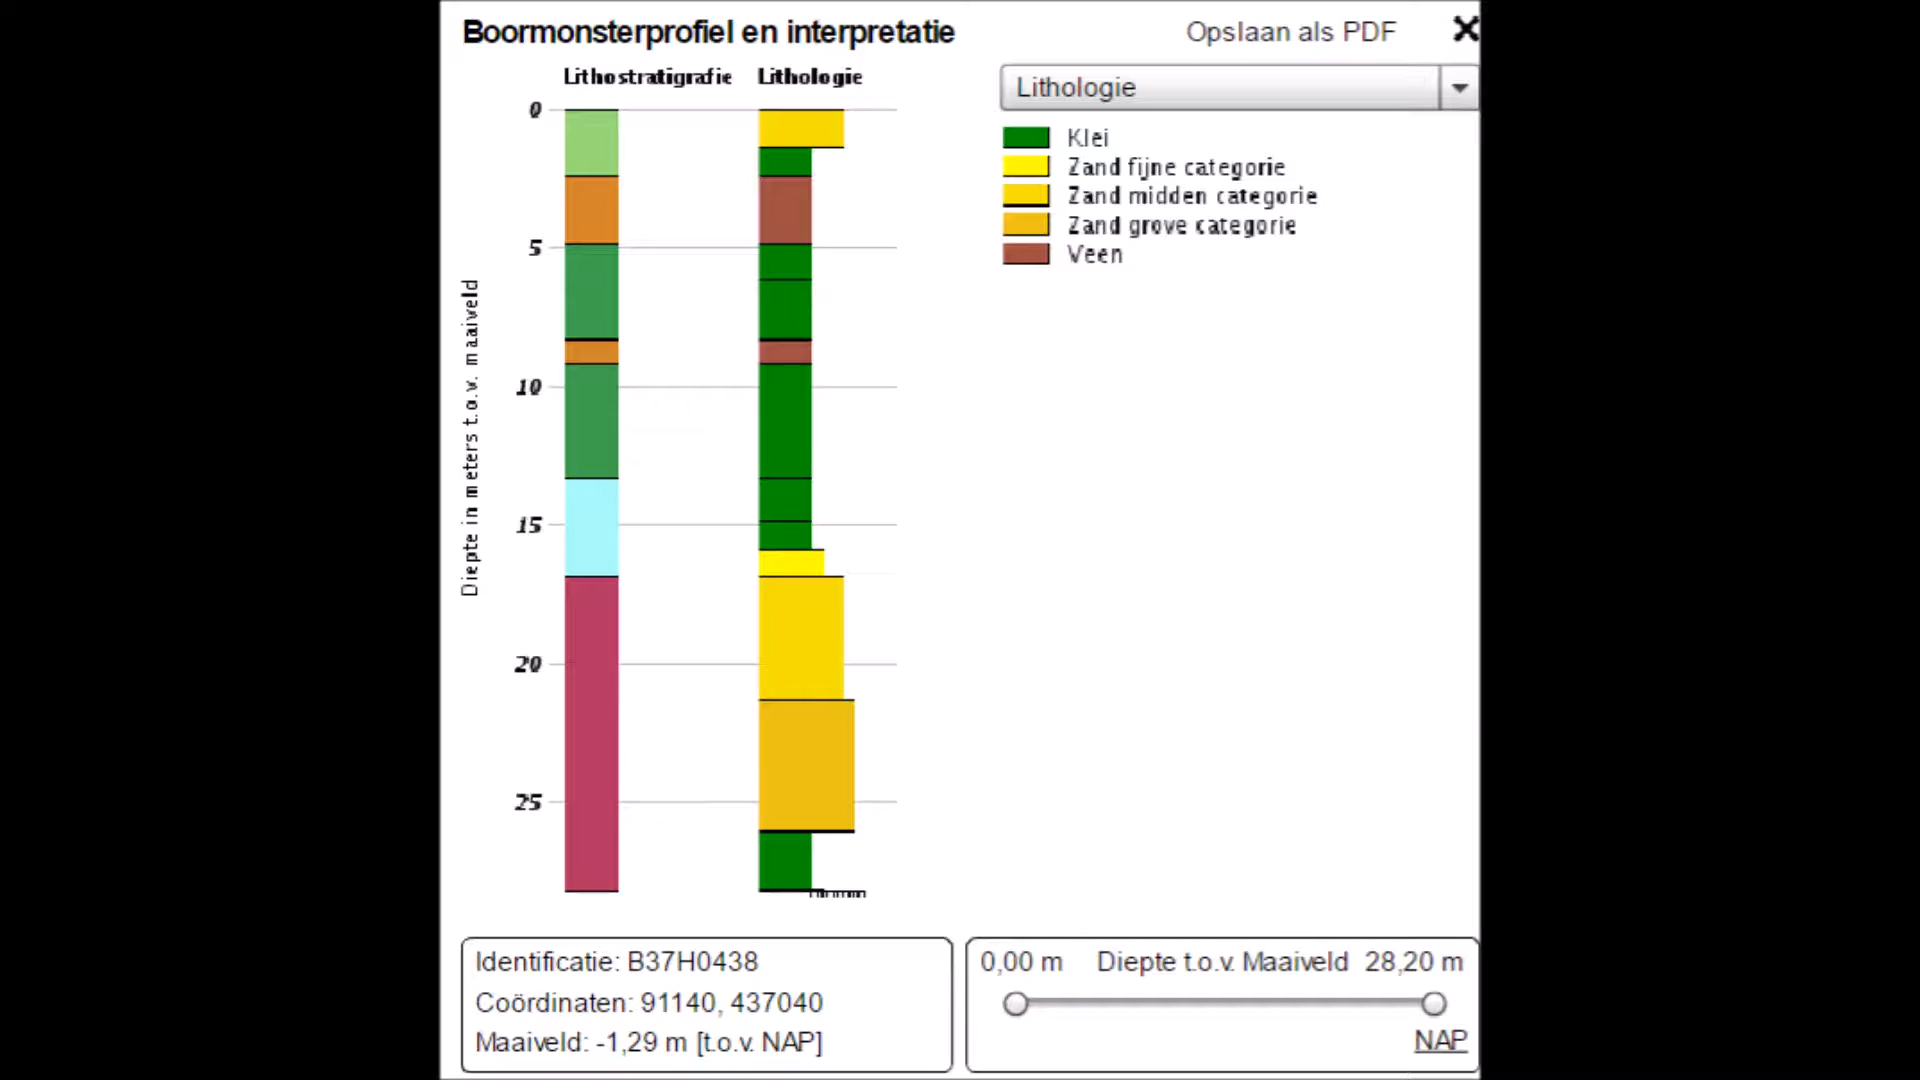 Boormonsterprofiel en interpretatie
Opslaan als PDF
Lithostratigrafie
Lithologie
Lithologie
0
5
10
15
20
25
Diepte in meters t.o.v. maaiveld
Klei
Zand fijne categorie
Zand midden categorie
Zand grove categorie
Veen
Identificatie: B37H0438
Coördinaten: 91140, 437040
Maaiveld: -1,29 m [t.o.v. NAP]
0,00 m Diepte t.o.v. Maaiveld 28,20 m
NAP